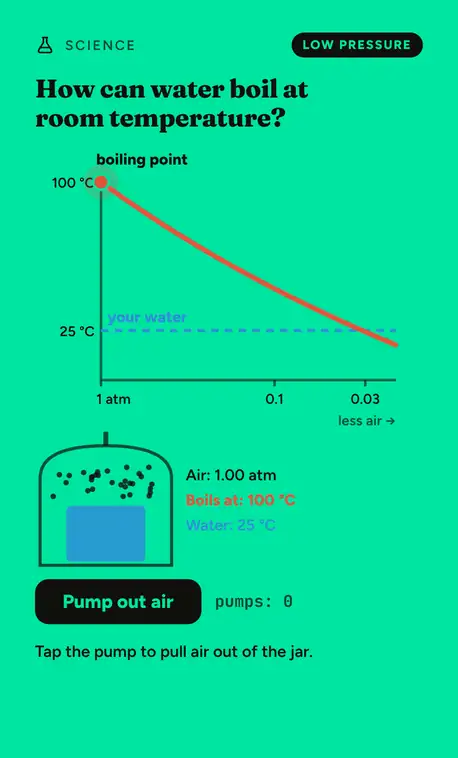 SCIENCE
LOW PRESSURE
How can water boil at
room temperature?
boiling point
100 °C
your water
25 °C
1 atm
0.1
0.03
less air →
Air: 1.00 atm
Boils at: 100 °C
Water: 25 °C
Pump out air
pumps: 0
Tap the pump to pull air out of the jar.